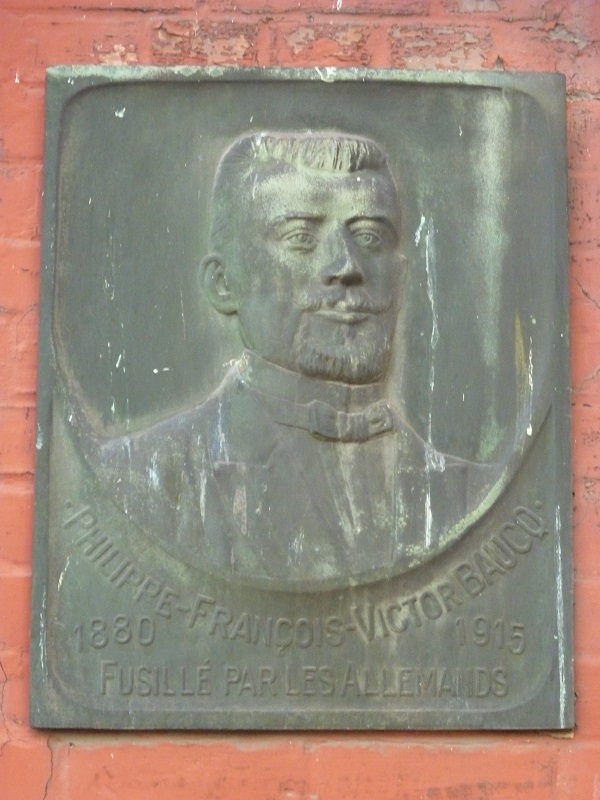 · PHILIPPE-FRANÇOIS-VICTOR BAUCQ ·
1880 1915
FUSILLÉ PAR LES ALLEMANDS